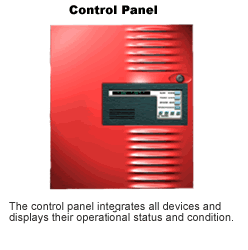 Control Panel
The control panel integrates all devices and
displays their operational status and condition.